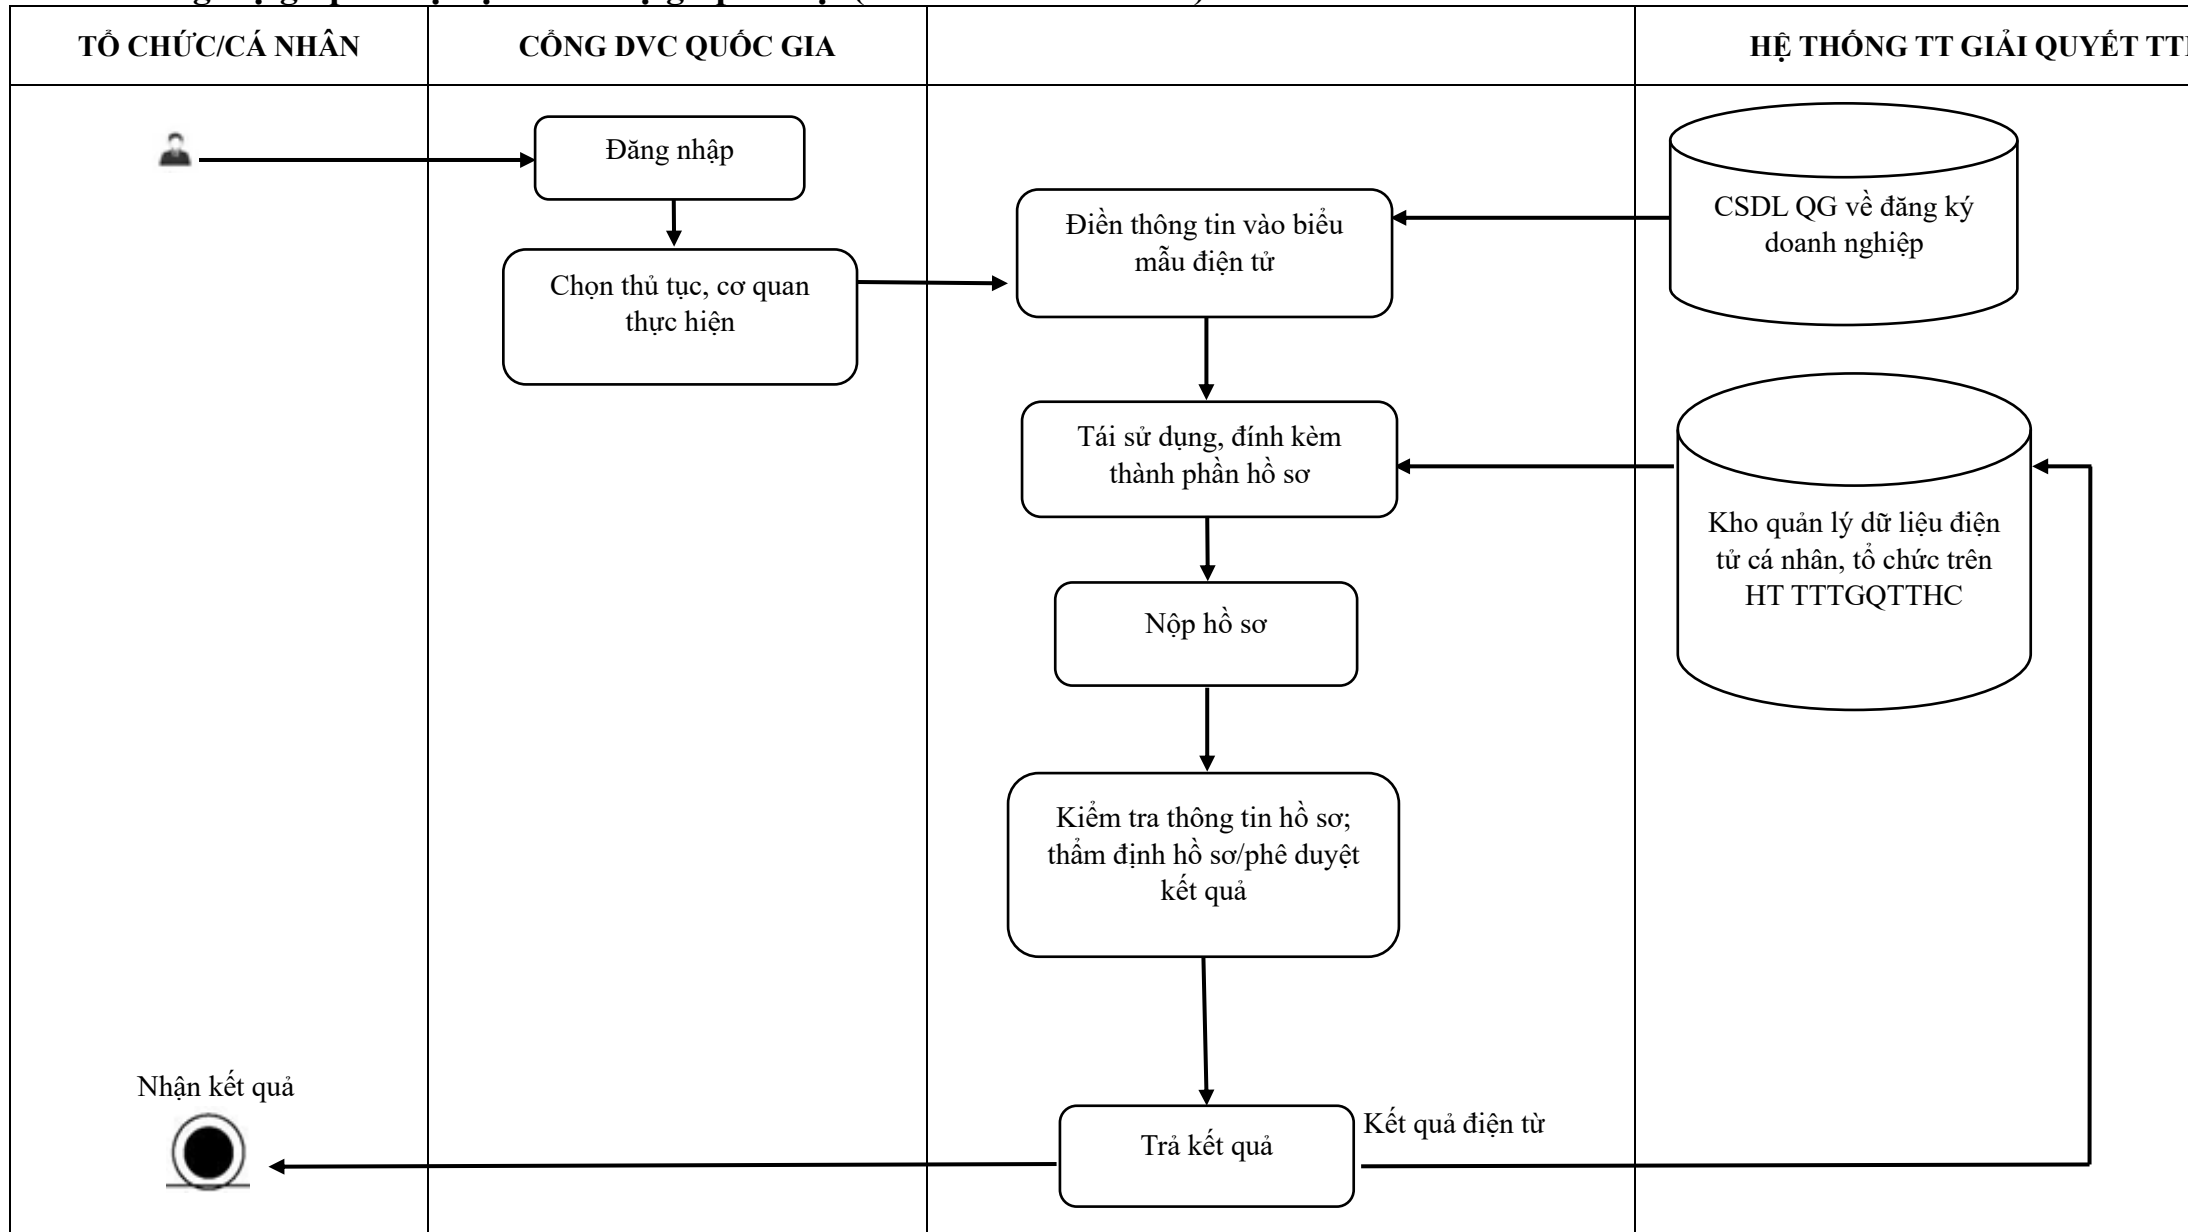 TỔ CHỨC/CÁ NHÂN
CỔNG DVC QUỐC GIA
HỆ THỐNG TT GIẢI QUYẾT TTH
Đăng nhập
Chọn thủ tục, cơ quan
thực hiện
Điền thông tin vào biểu
mẫu điện tử
CSDL QG về đăng ký
doanh nghiệp
Tái sử dụng, đính kèm
thành phần hồ sơ
Kho quản lý dữ liệu điện
tử cá nhân, tổ chức trên
HT TTTGQTTHC
Nộp hồ sơ
Kiểm tra thông tin hồ sơ;
thẩm định hồ sơ/phê duyệt
kết quả
Nhận kết quả
Trả kết quả
Kết quả điện từ